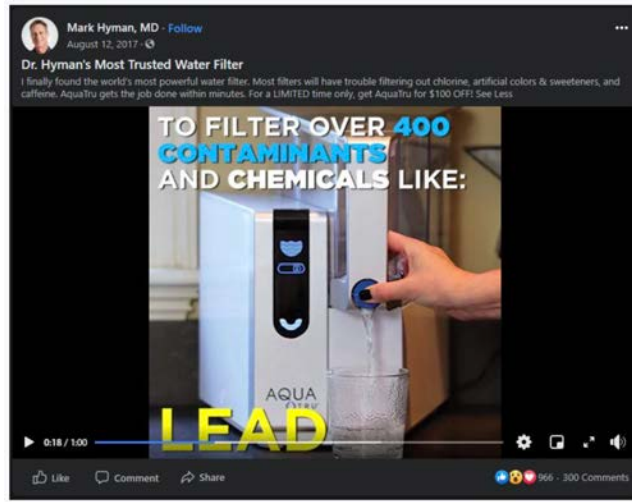 Mark Hyman, MD · Follow
August 12, 2017 ·
Dr. Hyman's Most Trusted Water Filter
I finally found the world's most powerful water filter. Most filters will have trouble filtering out chlorine, artificial colors & sweeteners, and
caffeine. AquaTru gets the job done within minutes. For a LIMITED time only, get AquaTru for $100 OFF! See Less
TO FILTER OVER 400
CONTAMINANTS
AND CHEMICALS LIKE:
AQUA
TRU
LEAD
0:18 / 1:00
Like Comment Share 966 · 300 Comments